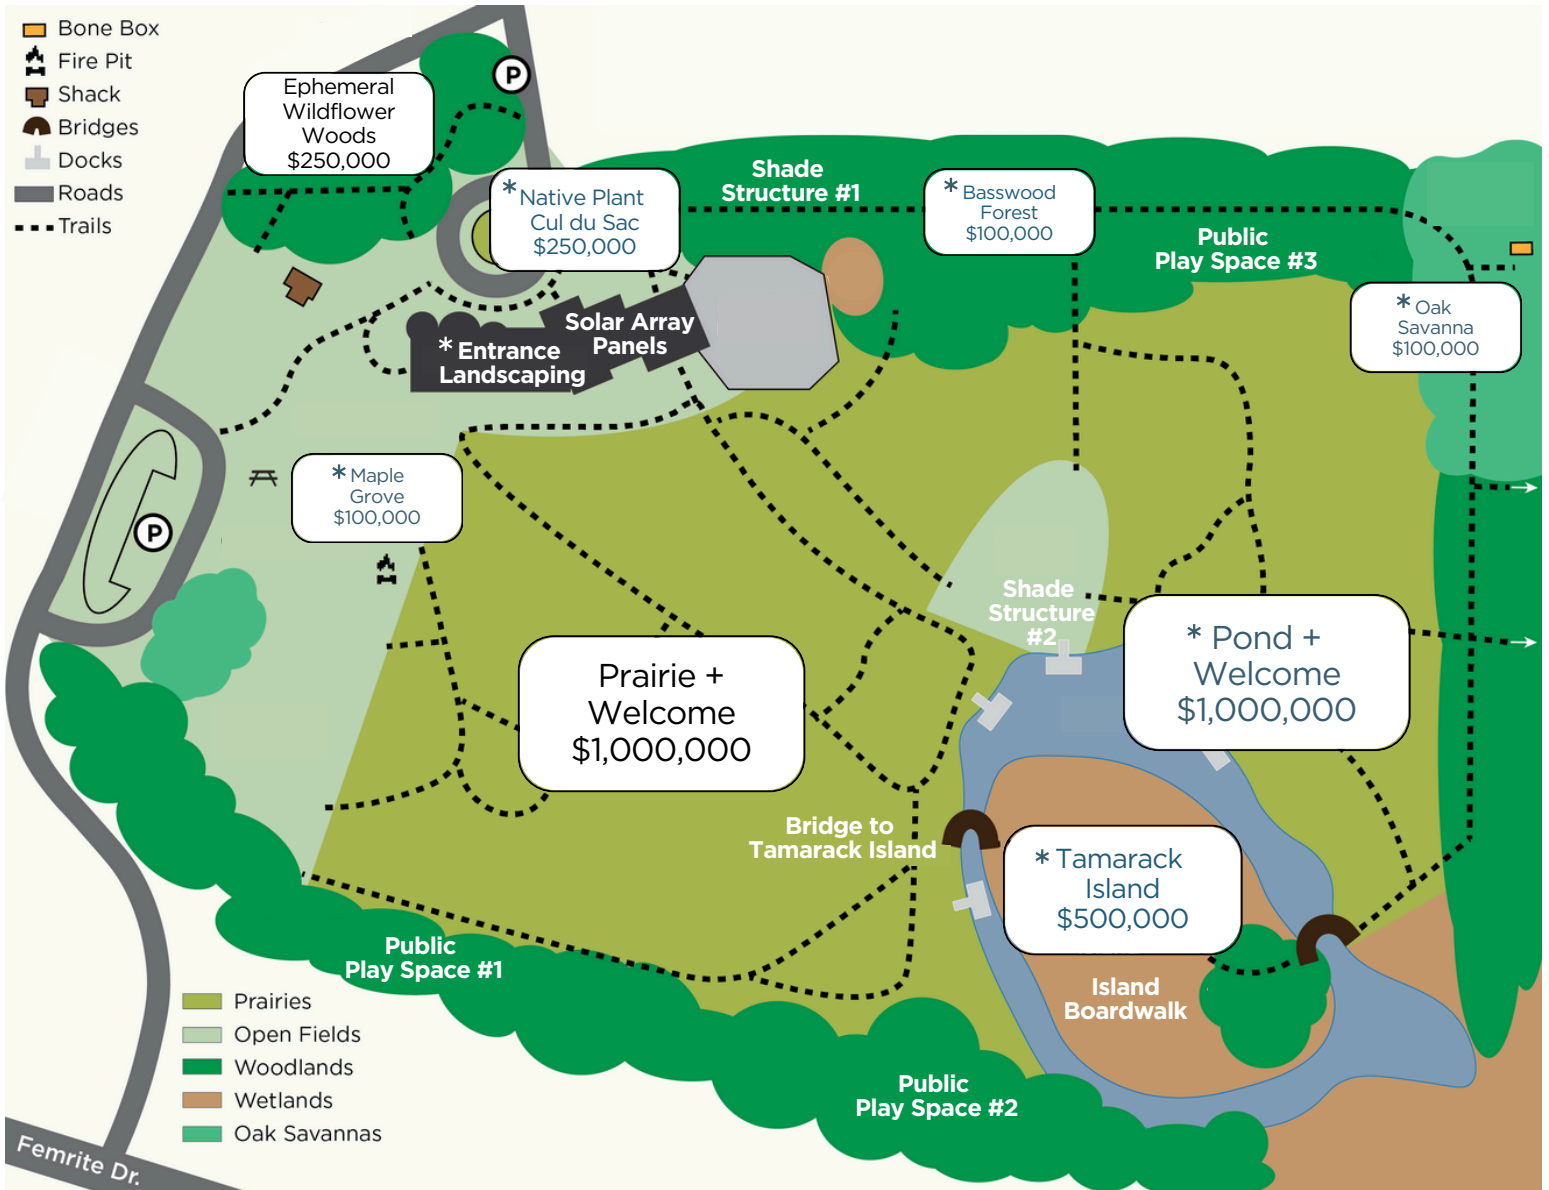 Bone Box
Fire Pit
Shack
Bridges
Docks
Roads
Trails
P
Ephemeral
Wildflower
Woods
$250,000
* Native Plant
Cul du Sac
$250,000
Shade
Structure #1
* Basswood
Forest
$100,000
Public
Play Space #3
* Oak
Savanna
$100,000
Solar Array
Panels
* Entrance
Landscaping
* Maple
Grove
$100,000
P
Shade
Structure
#2
* Pond +
Welcome
$1,000,000
Prairie +
Welcome
$1,000,000
Bridge to
Tamarack Island
* Tamarack
Island
$500,000
Island
Boardwalk
Public
Play Space #1
Public
Play Space #2
Prairies
Open Fields
Woodlands
Wetlands
Oak Savannas
Femrite Dr.